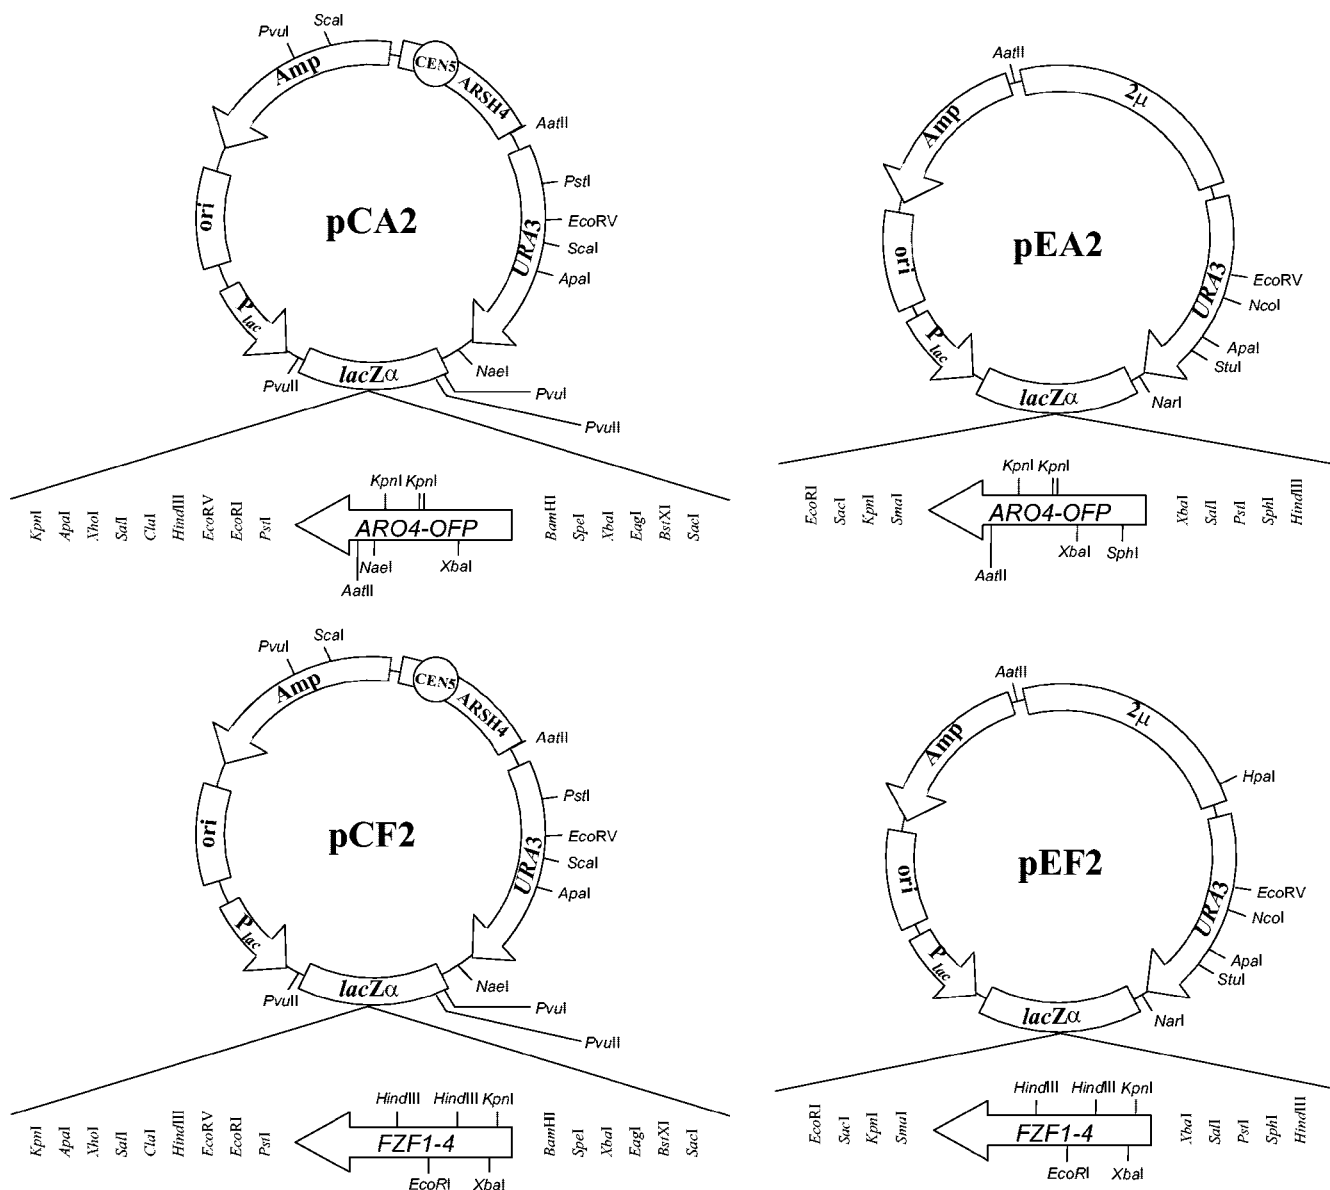 PvuI
ScaI
Amp
CEN5
ARSH4
AatII
PstI
EcoRV
ScaI
ApaI
URA3
ori
pCA2
Plac
PvuII
lacZα
NaeI
PvuI
PvuII
KpnI
ApaI
XhoI
SalI
ClaI
HindIII
EcoRV
EcoRI
PstI
KpnI KpnI
ARO4-OFP
AatII
NaeI
XbaI
BamHI
SpeI
XbaI
EagI
BstXI
SacI
AatII
2μ
Amp
ori
pEA2
URA3
EcoRV
NcoI
ApaI
StuI
Plac
lacZα
NarI
EcoRI
SacI
KpnI
SmaI
KpnI KpnI
ARO4-OFP
AatII
XbaI
SphI
XbaI
SalI
PstI
SphI
HindIII
PvuI
ScaI
Amp
CEN5
ARSH4
AatII
PstI
EcoRV
ScaI
ApaI
URA3
ori
pCF2
Plac
PvuII
lacZα
NaeI
PvuI
PvuII
KpnI
ApaI
XhoI
SalI
ClaI
HindIII
EcoRV
EcoRI
PstI
HindIII HindIII KpnI
FZF1-4
EcoRI XbaI
BamHI
SpeI
XbaI
EagI
BstXI
SacI
AatII
2μ
HpaI
Amp
ori
pEF2
URA3
EcoRV
NcoI
ApaI
StuI
Plac
lacZα
NarI
EcoRI
SacI
KpnI
SmaI
HindIII HindIII KpnI
FZF1-4
EcoRI XbaI
XbaI
SalI
PstI
SphI
HindIII